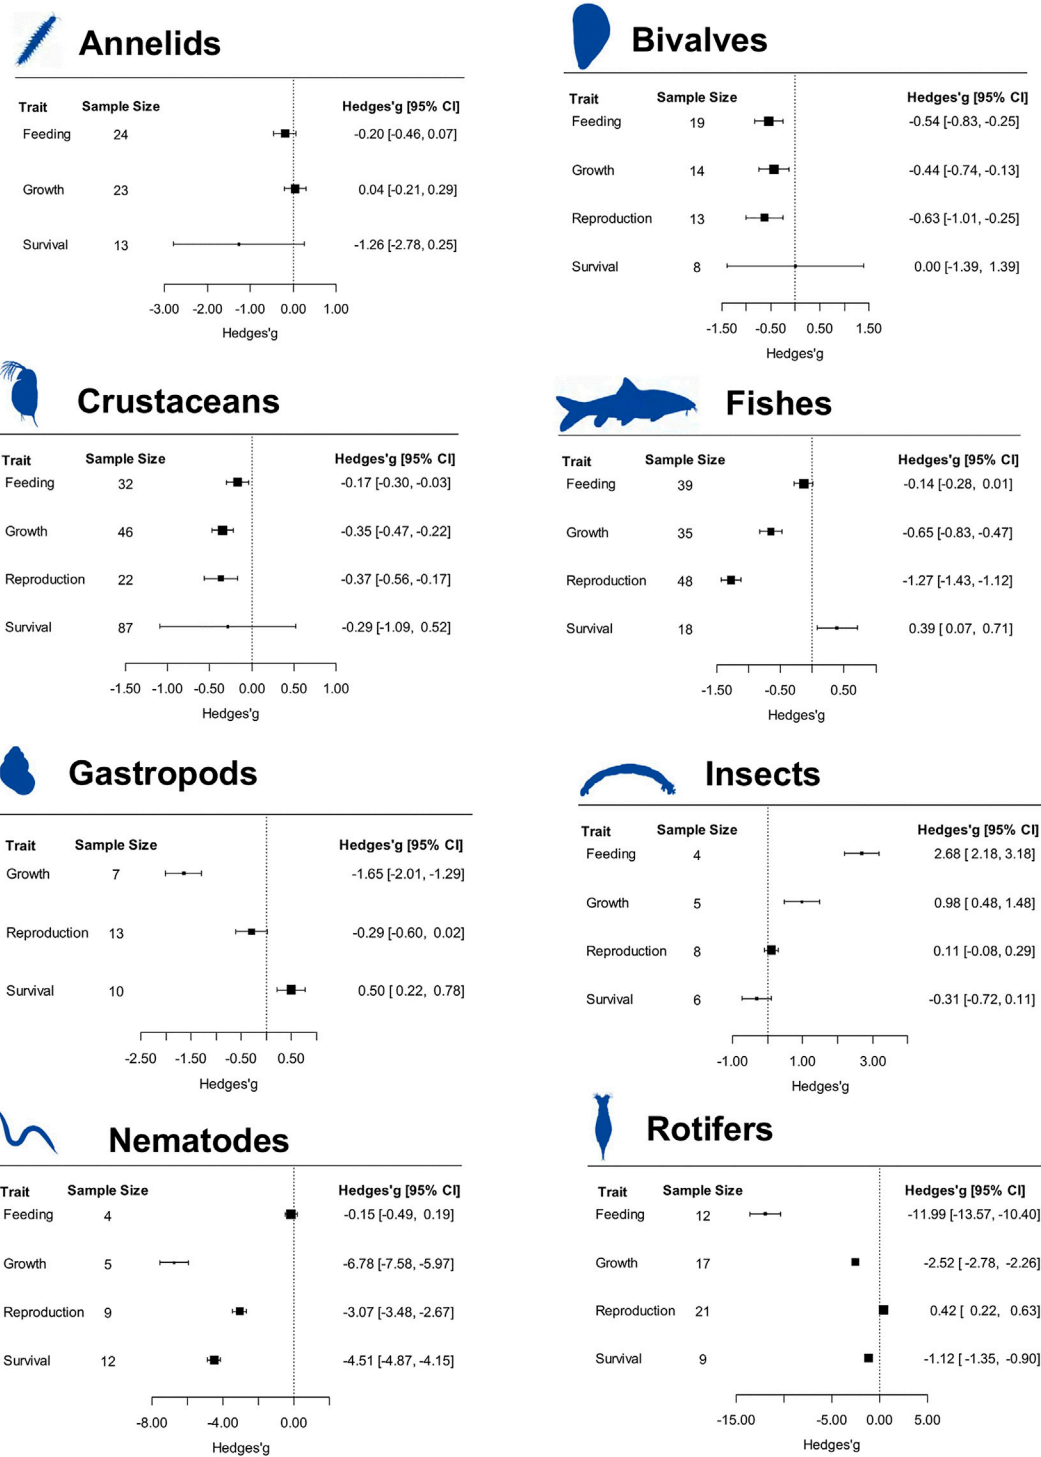 Annelids
Trait Sample Size Hedges'g [95% CI]
Feeding 24 -0.20 [-0.46, 0.07]
Growth 23 0.04 [-0.21, 0.29]
Survival 13 -1.26 [-2.78, 0.25]
-3.00 -2.00 -1.00 0.00 1.00
Hedges'g
Bivalves
Trait Sample Size Hedges'g [95% CI]
Feeding 19 -0.54 [-0.83, -0.25]
Growth 14 -0.44 [-0.74, -0.13]
Reproduction 13 -0.63 [-1.01, -0.25]
Survival 8 0.00 [-1.39, 1.39]
-1.50 -0.50 0.50 1.50
Hedges'g
Crustaceans
Trait Sample Size Hedges'g [95% CI]
Feeding 32 -0.17 [-0.30, -0.03]
Growth 46 -0.35 [-0.47, -0.22]
Reproduction 22 -0.37 [-0.56, -0.17]
Survival 87 -0.29 [-1.09, 0.52]
-1.50 -1.00 -0.50 0.00 0.50 1.00
Hedges'g
Fishes
Trait Sample Size Hedges'g [95% CI]
Feeding 39 -0.14 [-0.28, 0.01]
Growth 35 -0.65 [-0.83, -0.47]
Reproduction 48 -1.27 [-1.43, -1.12]
Survival 18 0.39 [ 0.07, 0.71]
-1.50 -0.50 0.50
Hedges'g
Gastropods
Trait Sample Size Hedges'g [95% CI]
Growth 7 -1.65 [-2.01, -1.29]
Reproduction 13 -0.29 [-0.60, 0.02]
Survival 10 0.50 [ 0.22, 0.78]
-2.50 -1.50 -0.50 0.50
Hedges'g
Insects
Trait Sample Size Hedges'g [95% CI]
Feeding 4 2.68 [ 2.18, 3.18]
Growth 5 0.98 [ 0.48, 1.48]
Reproduction 8 0.11 [-0.08, 0.29]
Survival 6 -0.31 [-0.72, 0.11]
-1.00 1.00 3.00
Hedges'g
Nematodes
Trait Sample Size Hedges'g [95% CI]
Feeding 4 -0.15 [-0.49, 0.19]
Growth 5 -6.78 [-7.58, -5.97]
Reproduction 9 -3.07 [-3.48, -2.67]
Survival 12 -4.51 [-4.87, -4.15]
-8.00 -4.00 0.00
Hedges'g
Rotifers
Trait Sample Size Hedges'g [95% CI]
Feeding 12 -11.99 [-13.57, -10.40]
Growth 17 -2.52 [ -2.78, -2.26]
Reproduction 21 0.42 [ 0.22, 0.63]
Survival 9 -1.12 [ -1.35, -0.90]
-15.00 -5.00 0.00 5.00
Hedges'g